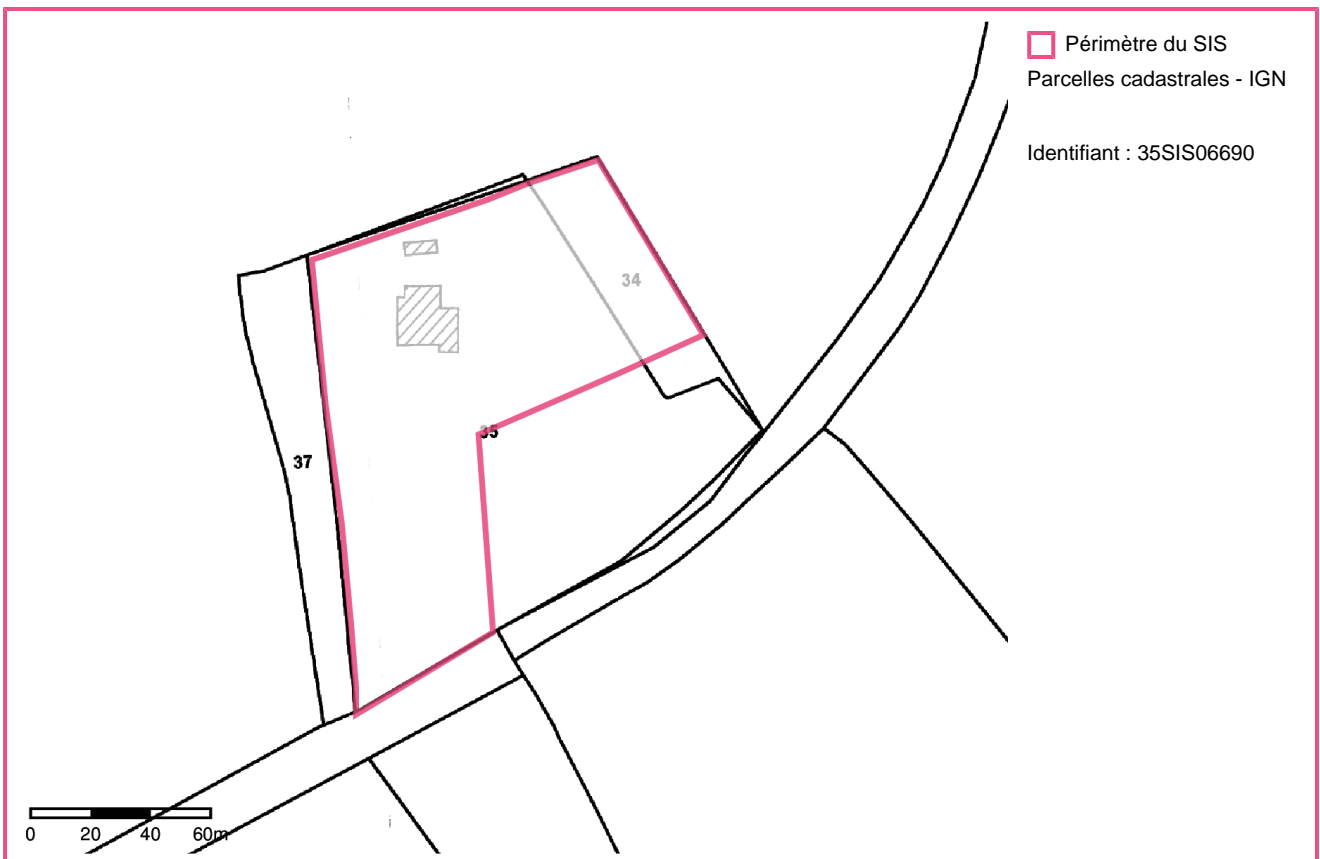 Périmètre du SIS
Parcelles cadastrales - IGN
Identifiant : 35SIS06690
34
35
37
0 20 40 60m